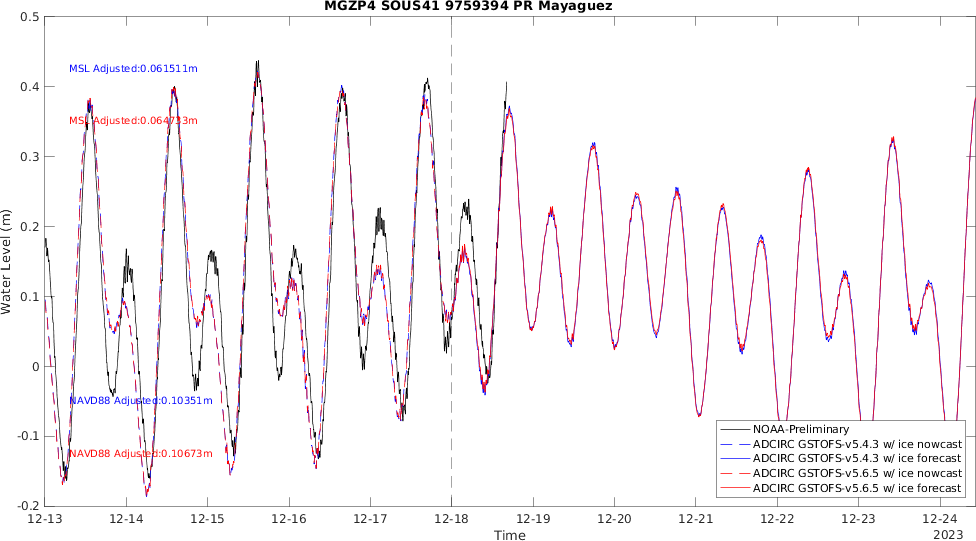 MGZP4 SOUS41 9759394 PR Mayaguez
0.5
0.4
0.3
0.2
0.1
0
-0.1
-0.2
Water Level (m)
MSL Adjusted:0.061511m
MSL Adjusted:0.064733m
NAVD88 Adjusted:0.10351m
NAVD88 Adjusted:0.10673m
NOAA-Preliminary
ADCIRC GSTOFS-v5.4.3 w/ ice nowcast
ADCIRC GSTOFS-v5.4.3 w/ ice forecast
ADCIRC GSTOFS-v5.6.5 w/ ice nowcast
ADCIRC GSTOFS-v5.6.5 w/ ice forecast
12-13 12-14 12-15 12-16 12-17 12-18 12-19 12-20 12-21 12-22 12-23 12-24
Time
2023